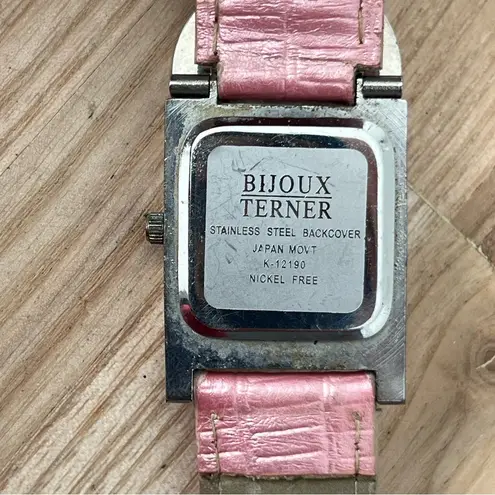 BIJOUX
TERNER
STAINLESS STEEL BACKCOVER
JAPAN MOVT
K-12190
NICKEL FREE